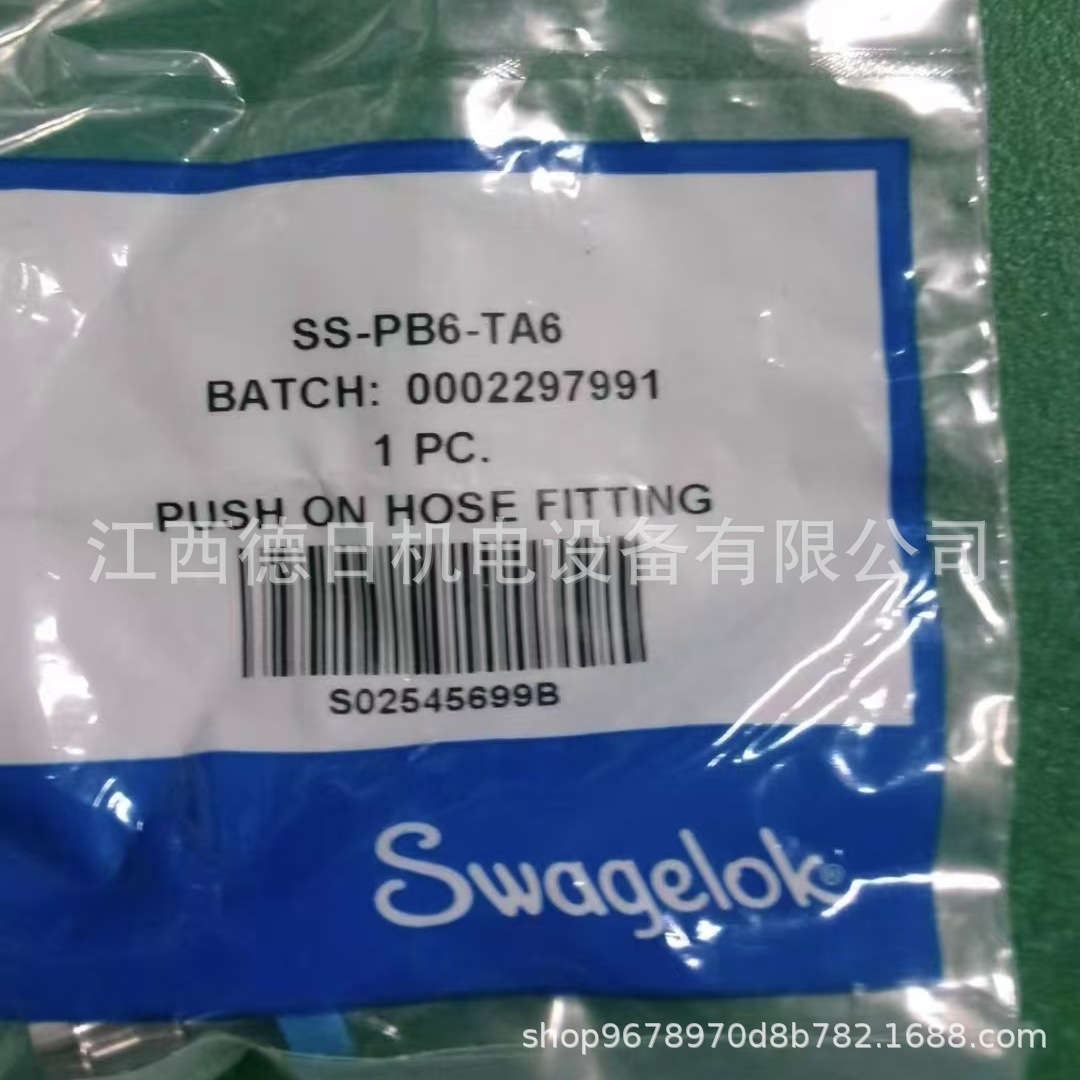 SS-PB6-TA6
BATCH: 0002297991
1 PC.
PUSH ON HOSE FITTING
江西德日机电设备有限公司
S02545699B
Swagelok®
shop9678970d8b782.1688.com